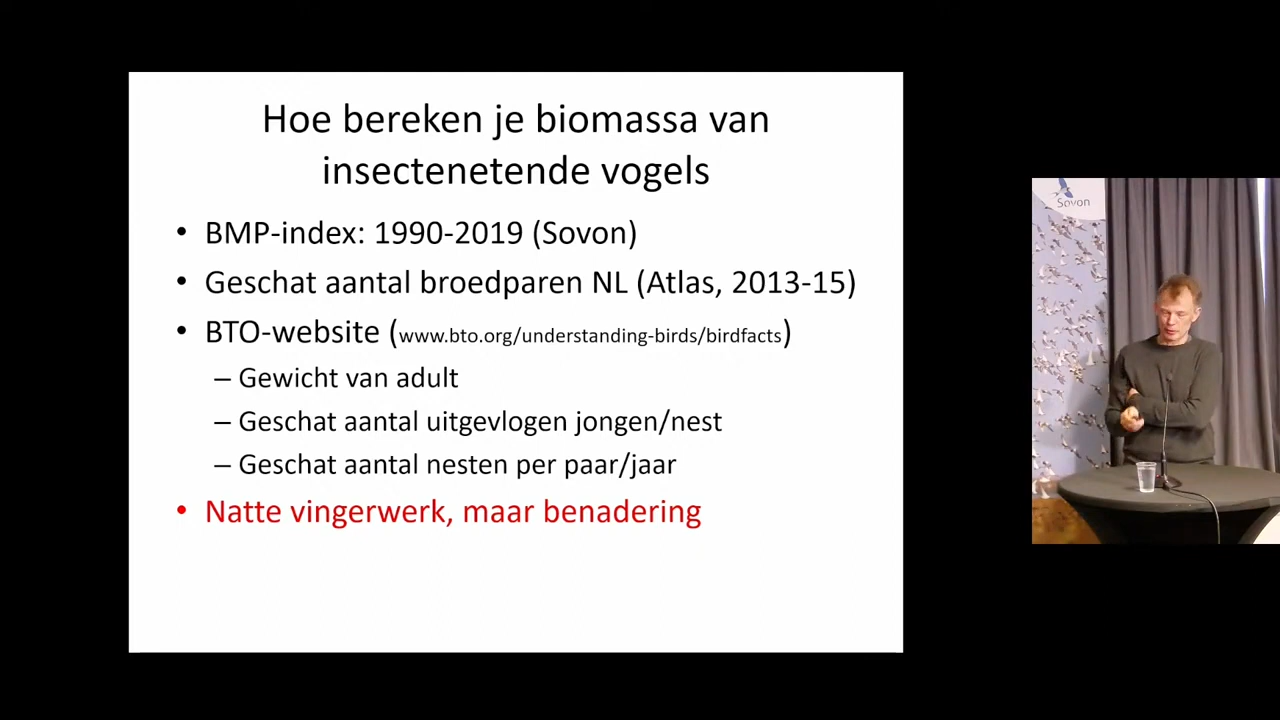 Hoe bereken je biomassa van
insectenetende vogels
• BMP-index: 1990-2019 (Sovon)
• Geschat aantal broedparen NL (Atlas, 2013-15)
• BTO-website (www.bto.org/understanding-birds/birdfacts)
– Gewicht van adult
– Geschat aantal uitgevlogen jongen/nest
– Geschat aantal nesten per paar/jaar
• Natte vingerwerk, maar benadering
Sovon